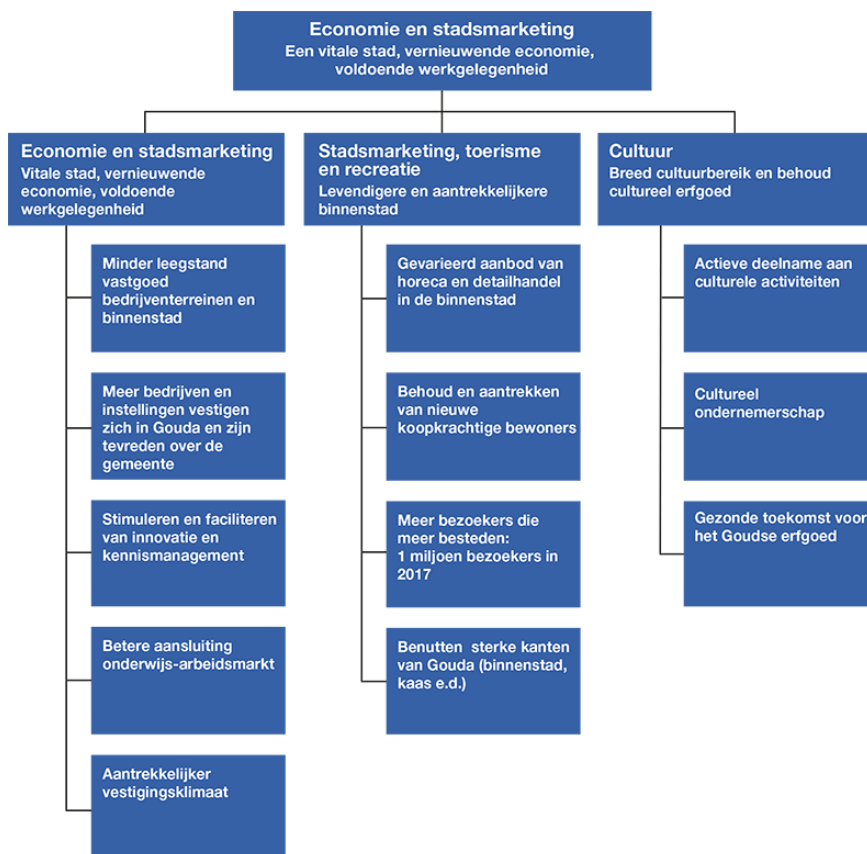 Economie en stadsmarketing
Een vitale stad, vernieuwende economie,
voldoende werkgelegenheid
Economie en stadsmarketing
Vitale stad, vernieuwende
economie, voldoende
werkgelegenheid
Minder leegstand
vastgoed
bedrijventerreinen en
binnenstad
Meer bedrijven en
instellingen vestigen
zich in Gouda en zijn
tevreden over de
gemeente
Stimuleren en faciliteren
van innovatie en
kennismanagement
Betere aansluiting
onderwijs-arbeidsmarkt
Aantrekkelijker
vestigingsklimaat
Stadsmarketing, toerisme
en recreatie
Levendigere en aantrekkelijkere
binnenstad
Gevarieerd aanbod van
horeca en detailhandel
in de binnenstad
Behoud en aantrekken
van nieuwe
koopkrachtige bewoners
Meer bezoekers die
meer besteden:
1 miljoen bezoekers in
2017
Benutten sterke kanten
van Gouda (binnenstad,
kaas e.d.)
Cultuur
Breed cultuurbereik en behoud
cultureel erfgoed
Actieve deelname aan
culturele activiteiten
Cultureel
ondernemerschap
Gezonde toekomst voor
het Goudse erfgoed